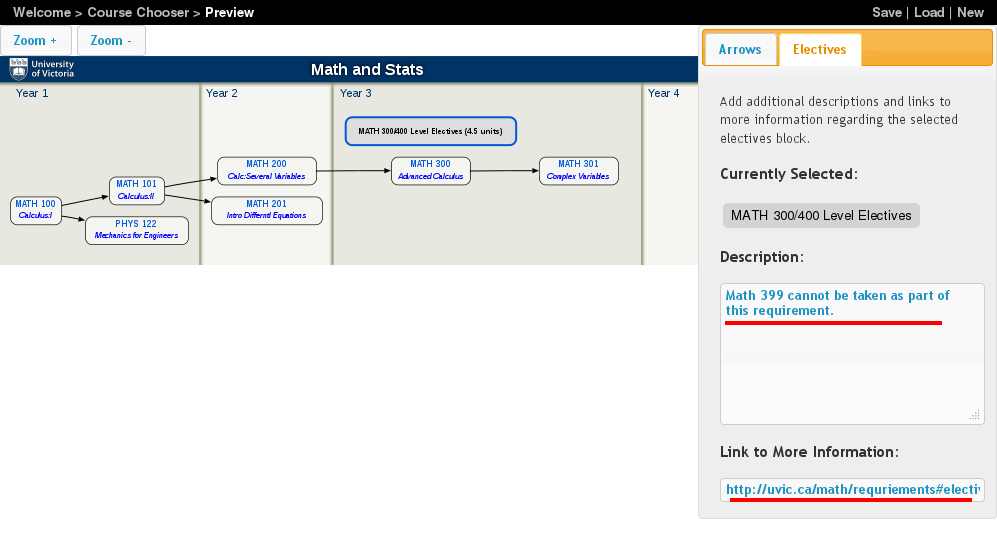 Welcome > Course Chooser > Preview
Save | Load | New
Zoom +
Zoom -
University of Victoria
Math and Stats
Year 1
Year 2
Year 3
Year 4
MATH 300/400 Level Electives (4.5 units)
MATH 200
Calc:Several Variables
MATH 300
Advanced Calculus
MATH 301
Complex Variables
MATH 101
Calculus:II
MATH 100
Calculus:I
MATH 201
Intro Differntl Equations
PHYS 122
Mechanics for Engineers
Arrows
Electives
Add additional descriptions and links to
more information regarding the selected
electives block.
Currently Selected:
MATH 300/400 Level Electives
Description:
Math 399 cannot be taken as part of
this requirement.
Link to More Information:
http://uvic.ca/math/requriements#electi